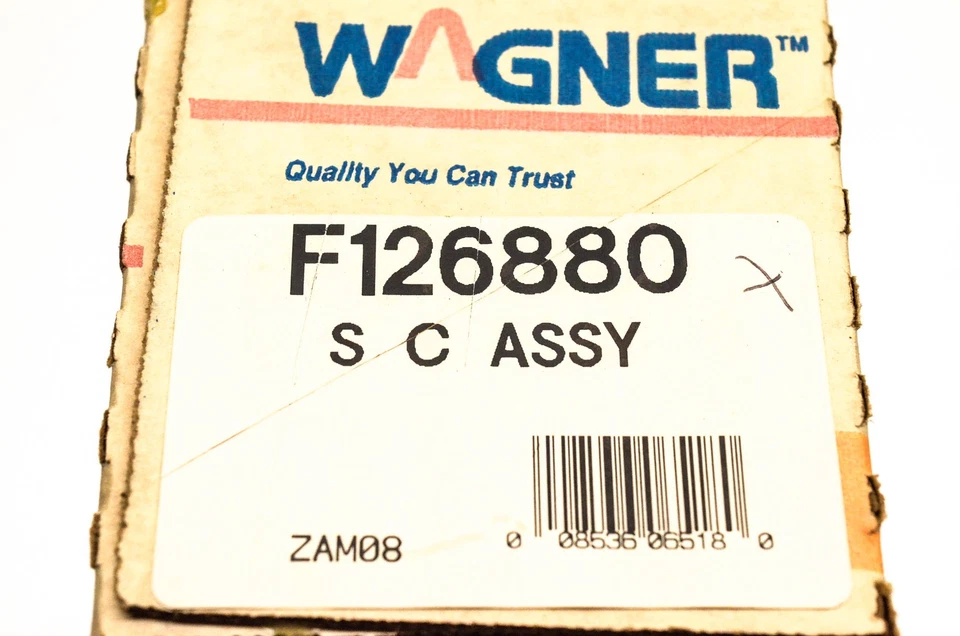 WAGNER™
Quality You Can Trust
F126880
S C ASSY
ZAM08
0 08536 06518 0